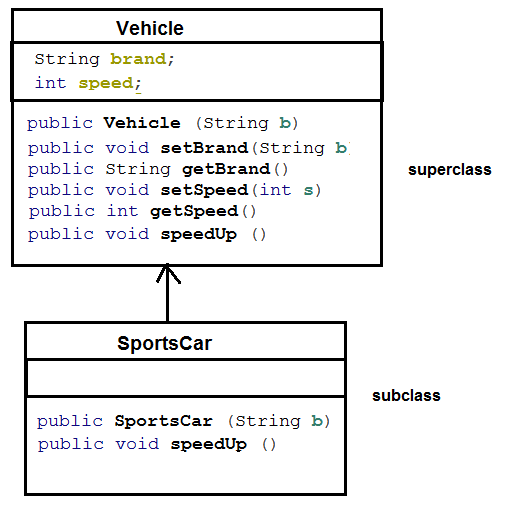 Vehicle
String brand;
int speed;
public Vehicle (String b)
public void setBrand(String b
public String getBrand()
public void setSpeed(int s)
public int getSpeed()
public void speedUp ()
superclass
SportsCar
subclass
public SportsCar (String b)
public void speedUp ()